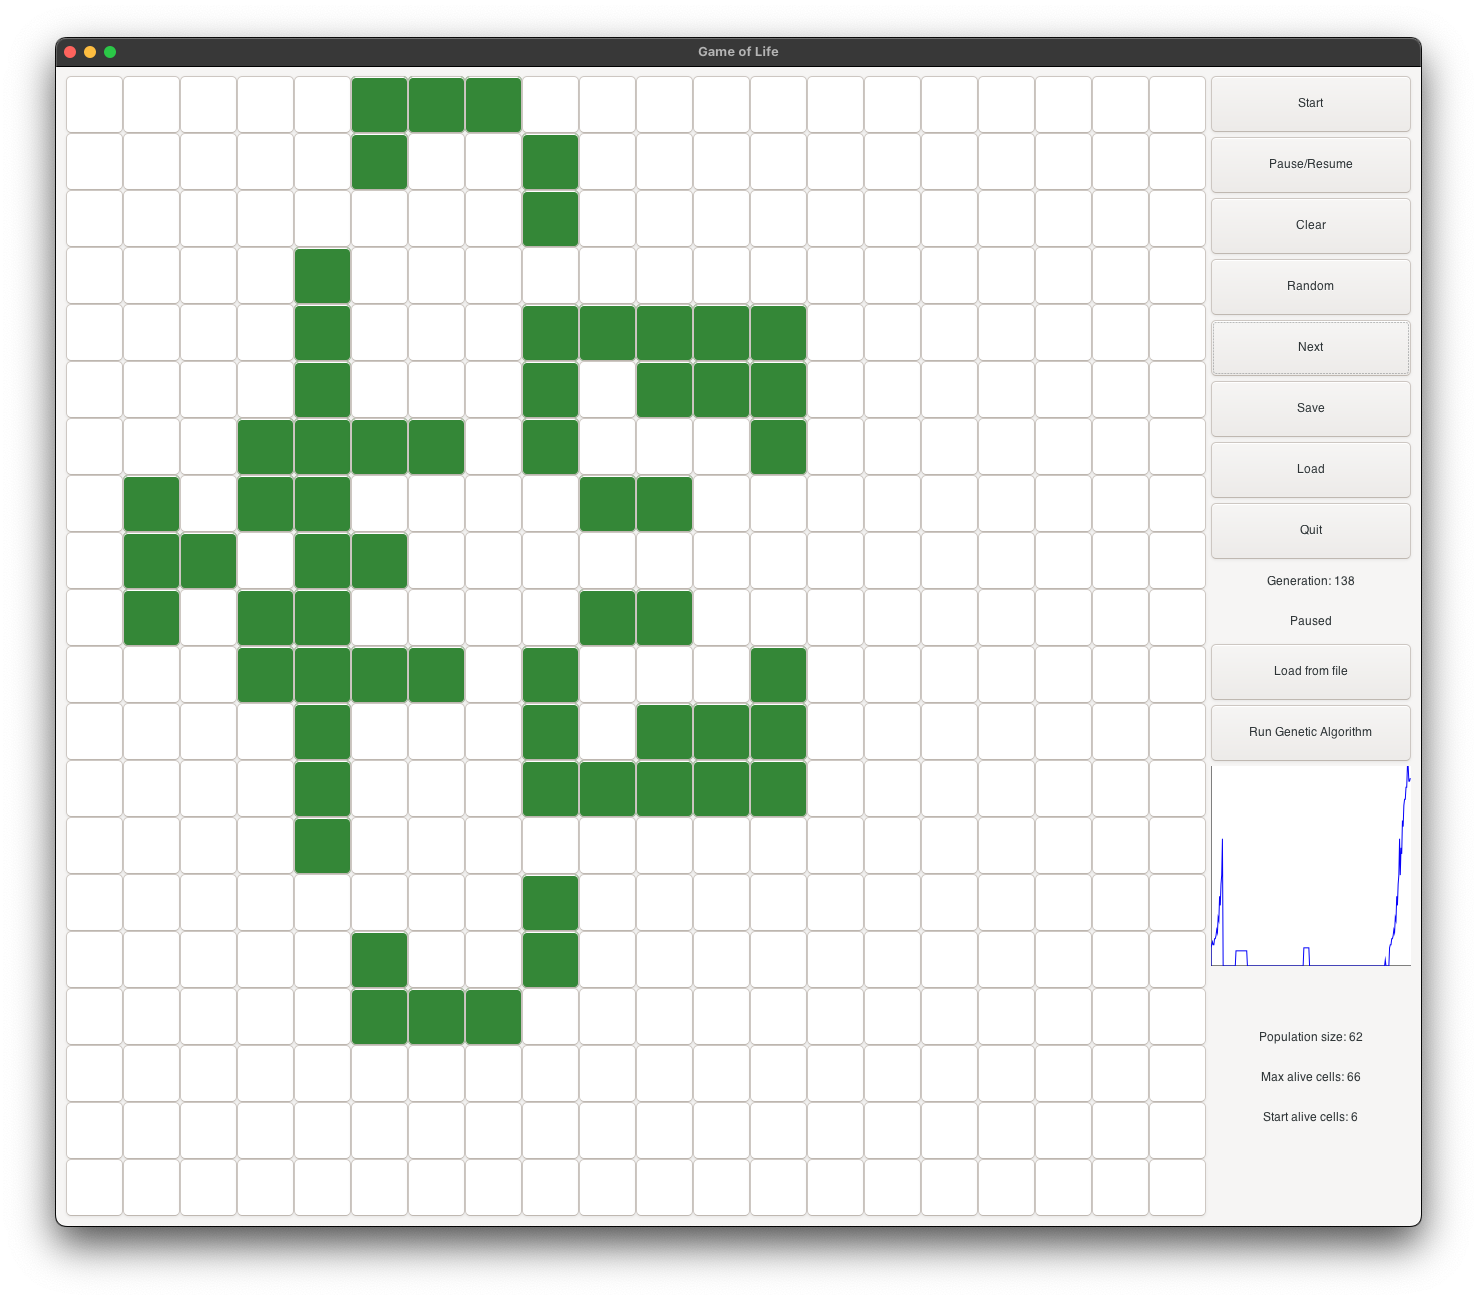 Game of Life
Start
Pause/Resume
Clear
Random
Next
Save
Load
Quit
Generation: 138
Paused
Load from file
Run Genetic Algorithm
Population size: 62
Max alive cells: 66
Start alive cells: 6